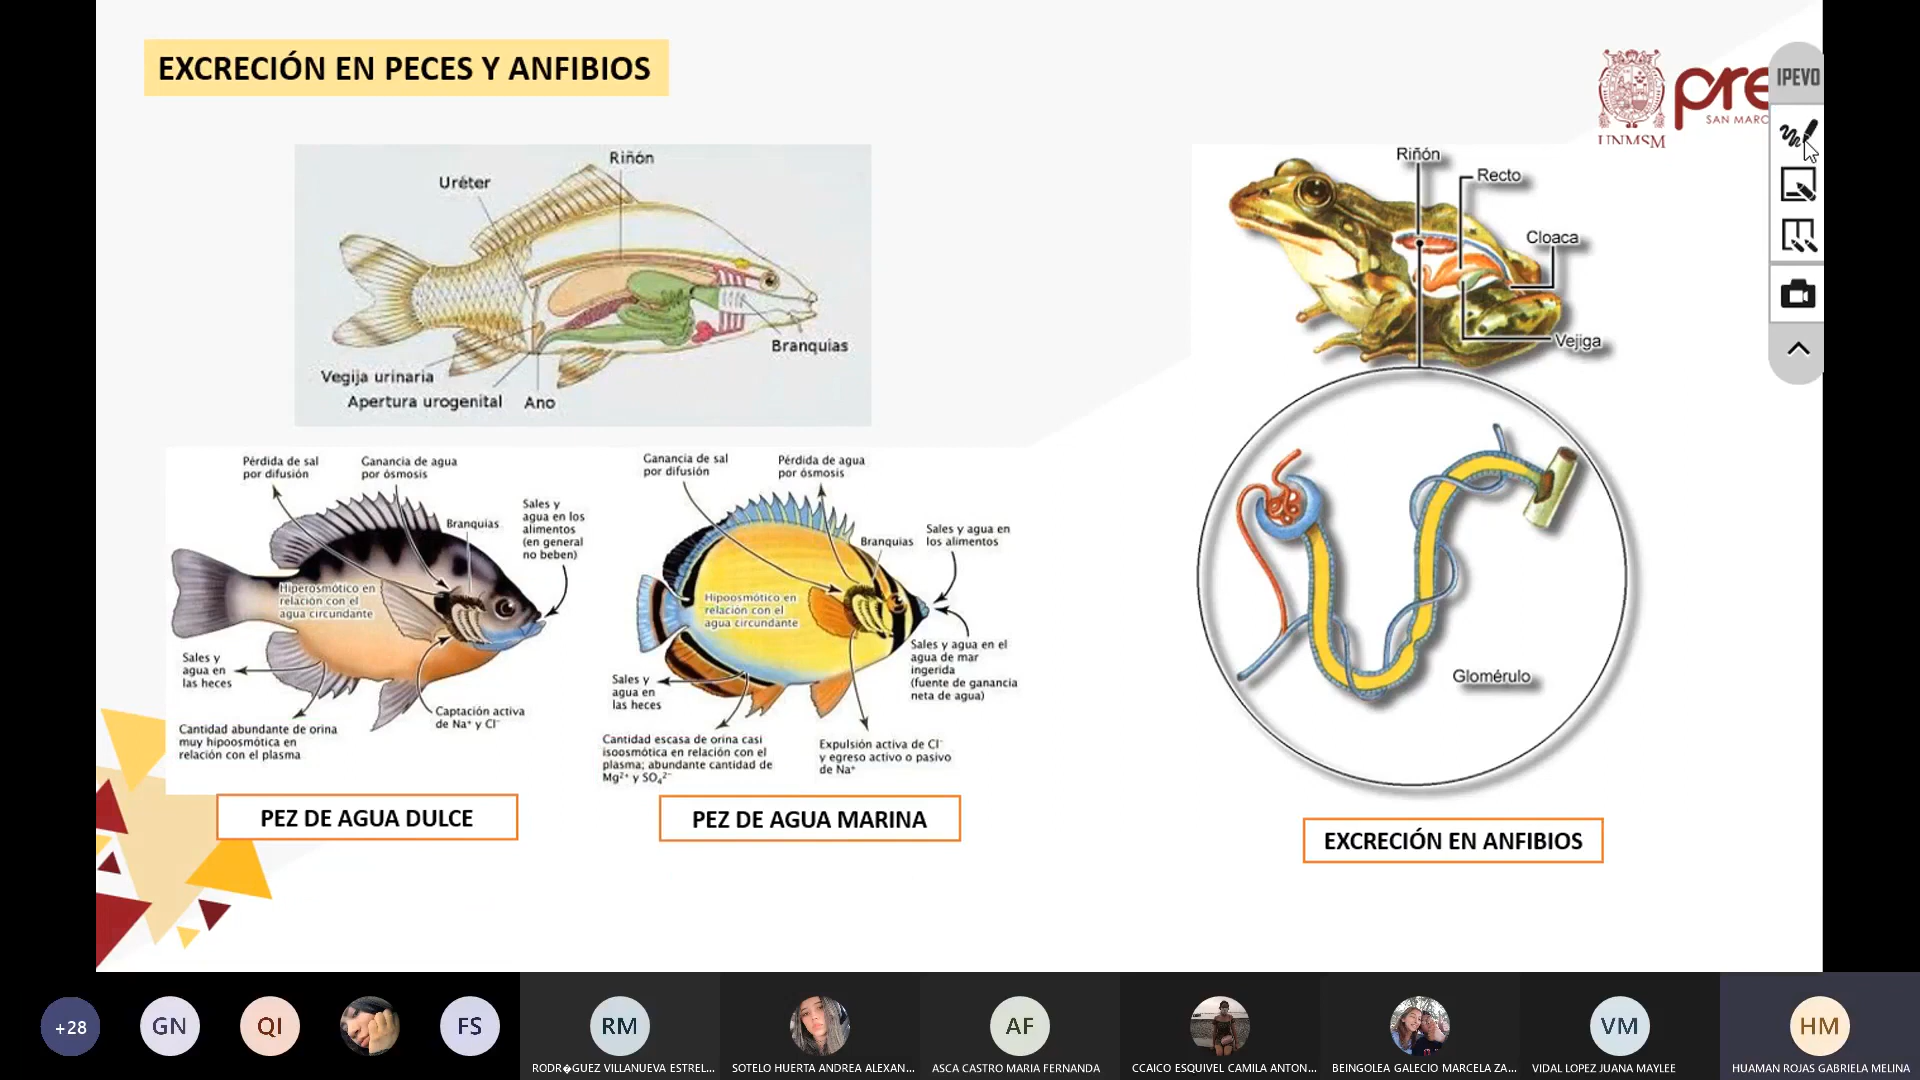 EXCRECIÓN EN PECES Y ANFIBIOS
UNMSM
pre
SAN MARC
IPEVO
Riñón
Uréter
Branquias
Vegija urinaria
Apertura urogenital
Ano
Riñón
Recto
Cloaca
Vejiga
Glomérulo
EXCRECIÓN EN ANFIBIOS
Pérdida de sal
por difusión
Ganancia de agua
por ósmosis
Branquias
Sales y
agua en los
alimentos
(en general
no beben)
Hiperosmótico en
relación con el
agua circundante
Sales y
agua en
las heces
Captación activa
de Na⁺ y Cl⁻
Cantidad abundante de orina
muy hipoosmótica en
relación con el plasma
PEZ DE AGUA DULCE
Ganancia de sal
por difusión
Pérdida de agua
por ósmosis
Branquias
Sales y agua en
los alimentos
Hipoosmótico en
relación con el
agua circundante
Sales y agua en el
agua de mar
ingerida
(fuente de ganancia
neta de agua)
Sales y
agua en
las heces
Cantidad escasa de orina casi
isoosmótica en relación con el
plasma; abundante cantidad de
Mg²⁺ y SO₄²⁻
Expulsión activa de Cl⁻
y egreso activo o pasivo
de Na⁺
PEZ DE AGUA MARINA
+28
GN
QI
FS
RM
AF
VM
HM
RODR�GUEZ VILLANUEVA ESTREL...
SOTELO HUERTA ANDREA ALEXAN...
ASCA CASTRO MARIA FERNANDA
CCAICO ESQUIVEL CAMILA ANTON...
BEINGOLEA GALECIO MARCELA ZA...
VIDAL LOPEZ JUANA MAYLEE
HUAMAN ROJAS GABRIELA MELINA